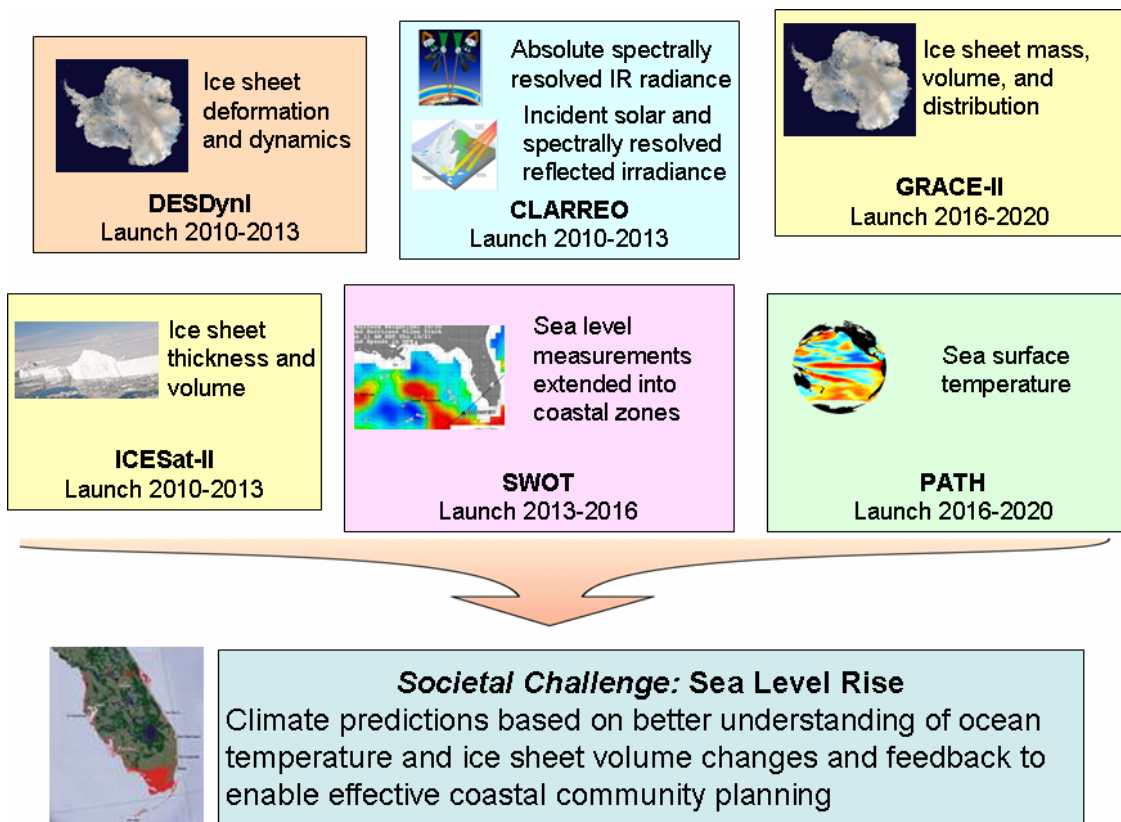 Ice sheet
deformation
and dynamics
DESDynI
Launch 2010-2013
Absolute spectrally
resolved IR radiance
Incident solar and
spectrally resolved
reflected irradiance
CLARREO
Launch 2010-2013
Ice sheet mass,
volume, and
distribution
GRACE-II
Launch 2016-2020
Ice sheet
thickness and
volume
ICESat-II
Launch 2010-2013
Sea level
measurements
extended into
coastal zones
SWOT
Launch 2013-2016
Sea surface
temperature
PATH
Launch 2016-2020
Societal Challenge: Sea Level Rise
Climate predictions based on better understanding of ocean
temperature and ice sheet volume changes and feedback to
enable effective coastal community planning